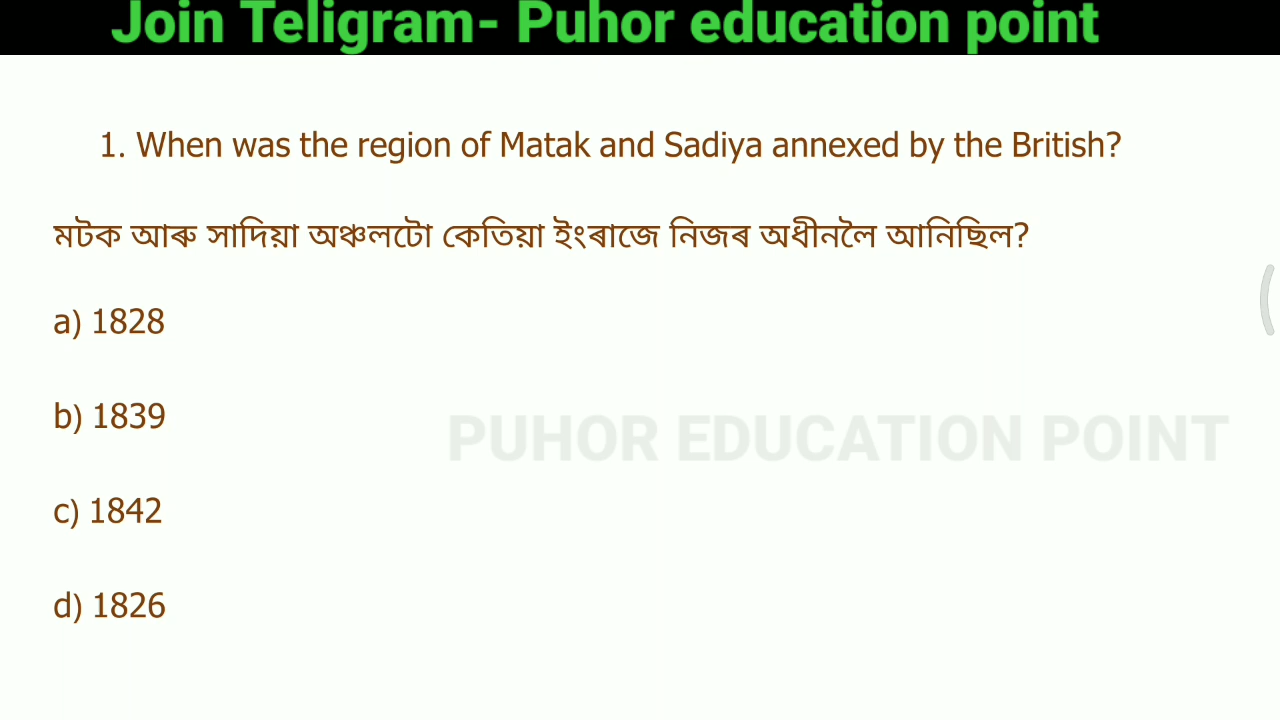 Join Teligram- Puhor education point
1. When was the region of Matak and Sadiya annexed by the British?
মটক আৰু সাদিয়া অঞ্চলটো কেতিয়া ইংৰাজে নিজৰ অধীনলৈ আনিছিল?
a) 1828
b) 1839
PUHOR EDUCATION POINT
c) 1842
d) 1826